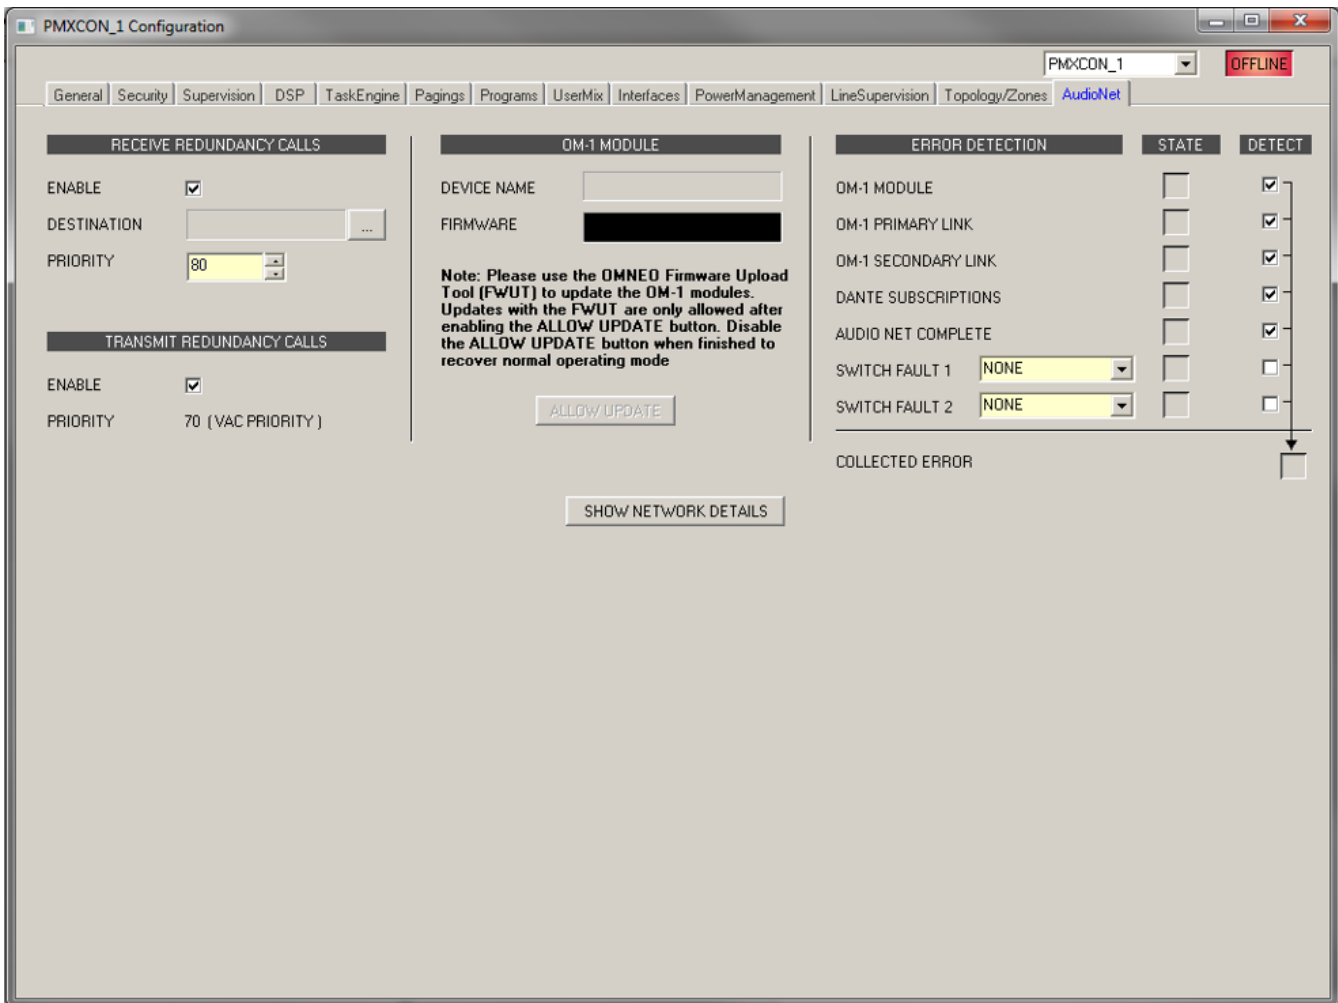 PMXCON_1 Configuration
PMXCON_1
OFFLINE
General Security Supervision DSP TaskEngine Pagings Programs UserMix Interfaces PowerManagement LineSupervision Topology/Zones AudioNet
RECEIVE REDUNDANCY CALLS
ENABLE
DESTINATION ...
PRIORITY 80
TRANSMIT REDUNDANCY CALLS
ENABLE
PRIORITY 70 ( VAC PRIORITY )
OM-1 MODULE
DEVICE NAME
FIRMWARE
Note: Please use the OMNEO Firmware Upload
Tool (FWUT) to update the OM-1 modules.
Updates with the FWUT are only allowed after
enabling the ALLOW UPDATE button. Disable
the ALLOW UPDATE button when finished to
recover normal operating mode
ALLOW UPDATE
ERROR DETECTION STATE DETECT
OM-1 MODULE
OM-1 PRIMARY LINK
OM-1 SECONDARY LINK
DANTE SUBSCRIPTIONS
AUDIO NET COMPLETE
SWITCH FAULT 1 NONE
SWITCH FAULT 2 NONE
COLLECTED ERROR
SHOW NETWORK DETAILS